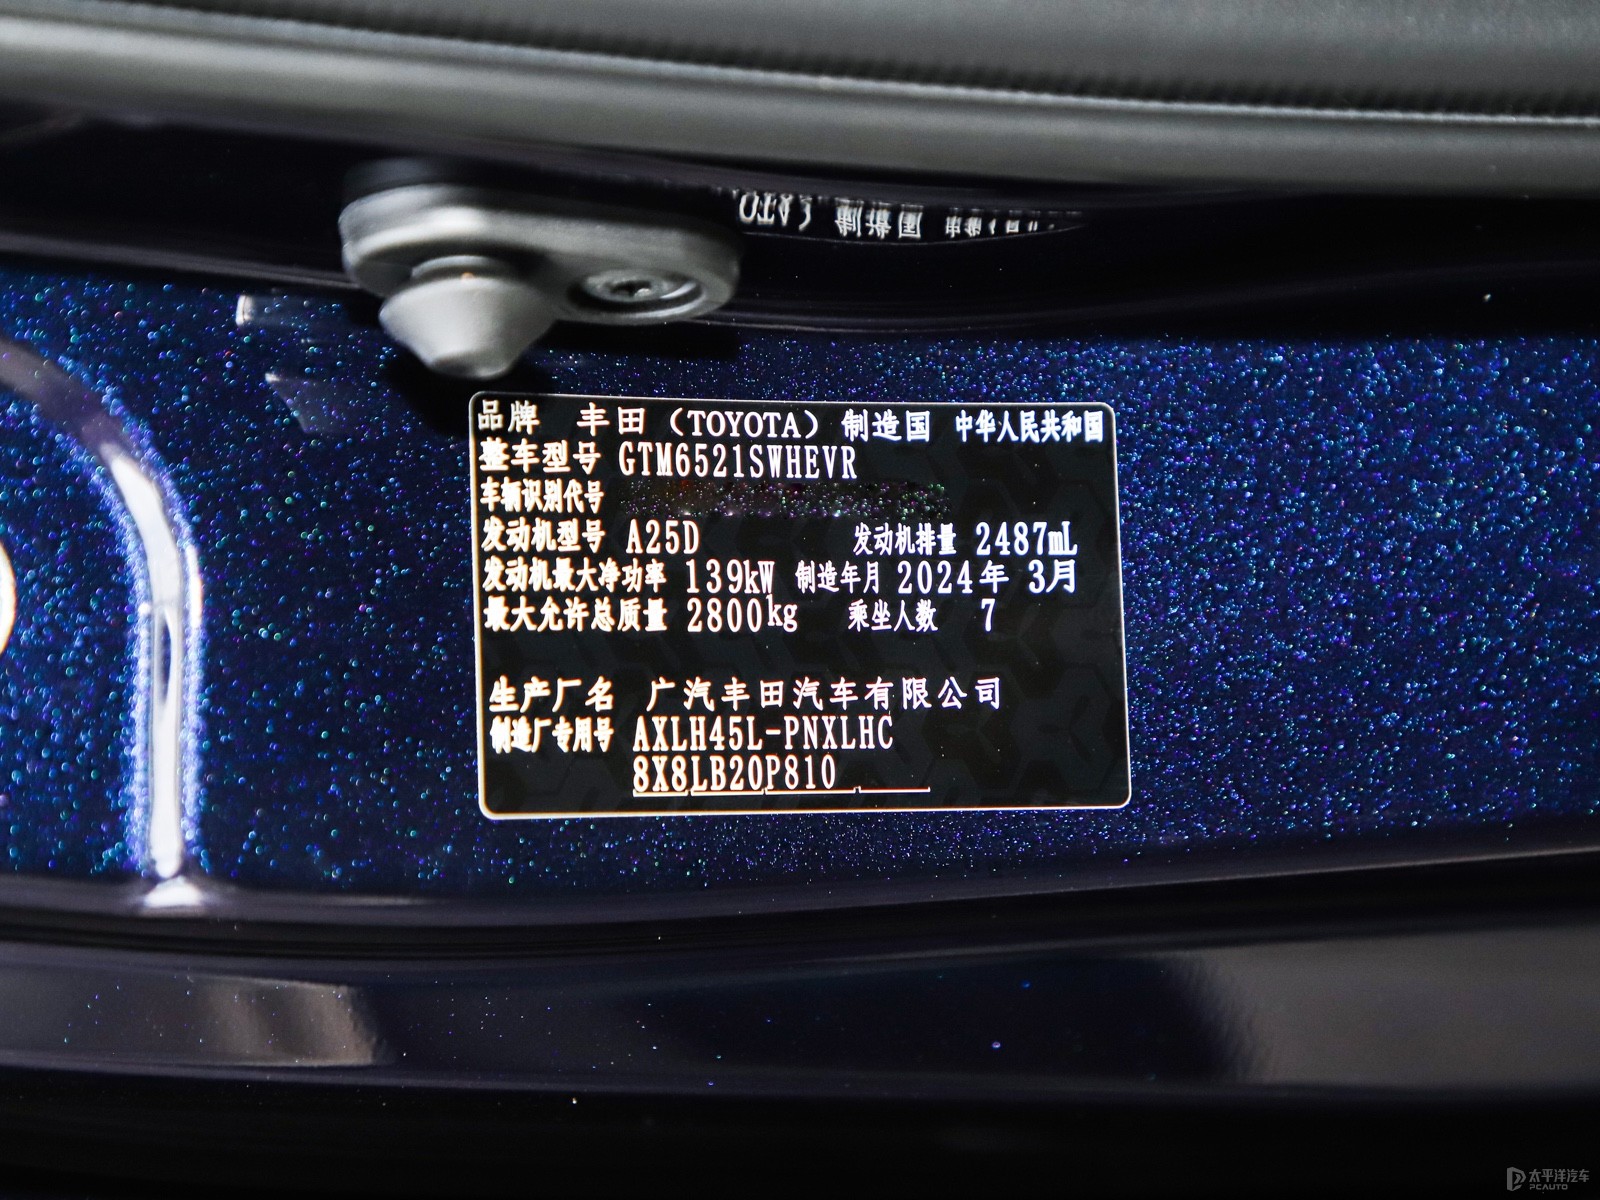 品牌 丰田（TOYOTA）制造国 中华人民共和国
整车型号 GTM6521SWHEVR
车辆识别代号
发动机型号 A25D 发动机排量 2487mL
发动机最大净功率 139kW 制造年月 2024年 3月
最大允许总质量 2800kg 乘坐人数 7
生产厂名 广汽丰田汽车有限公司
制造厂专用号 AXLH45L-PNXLHC
8X8LB20P810
太平洋汽车
PCAUTO